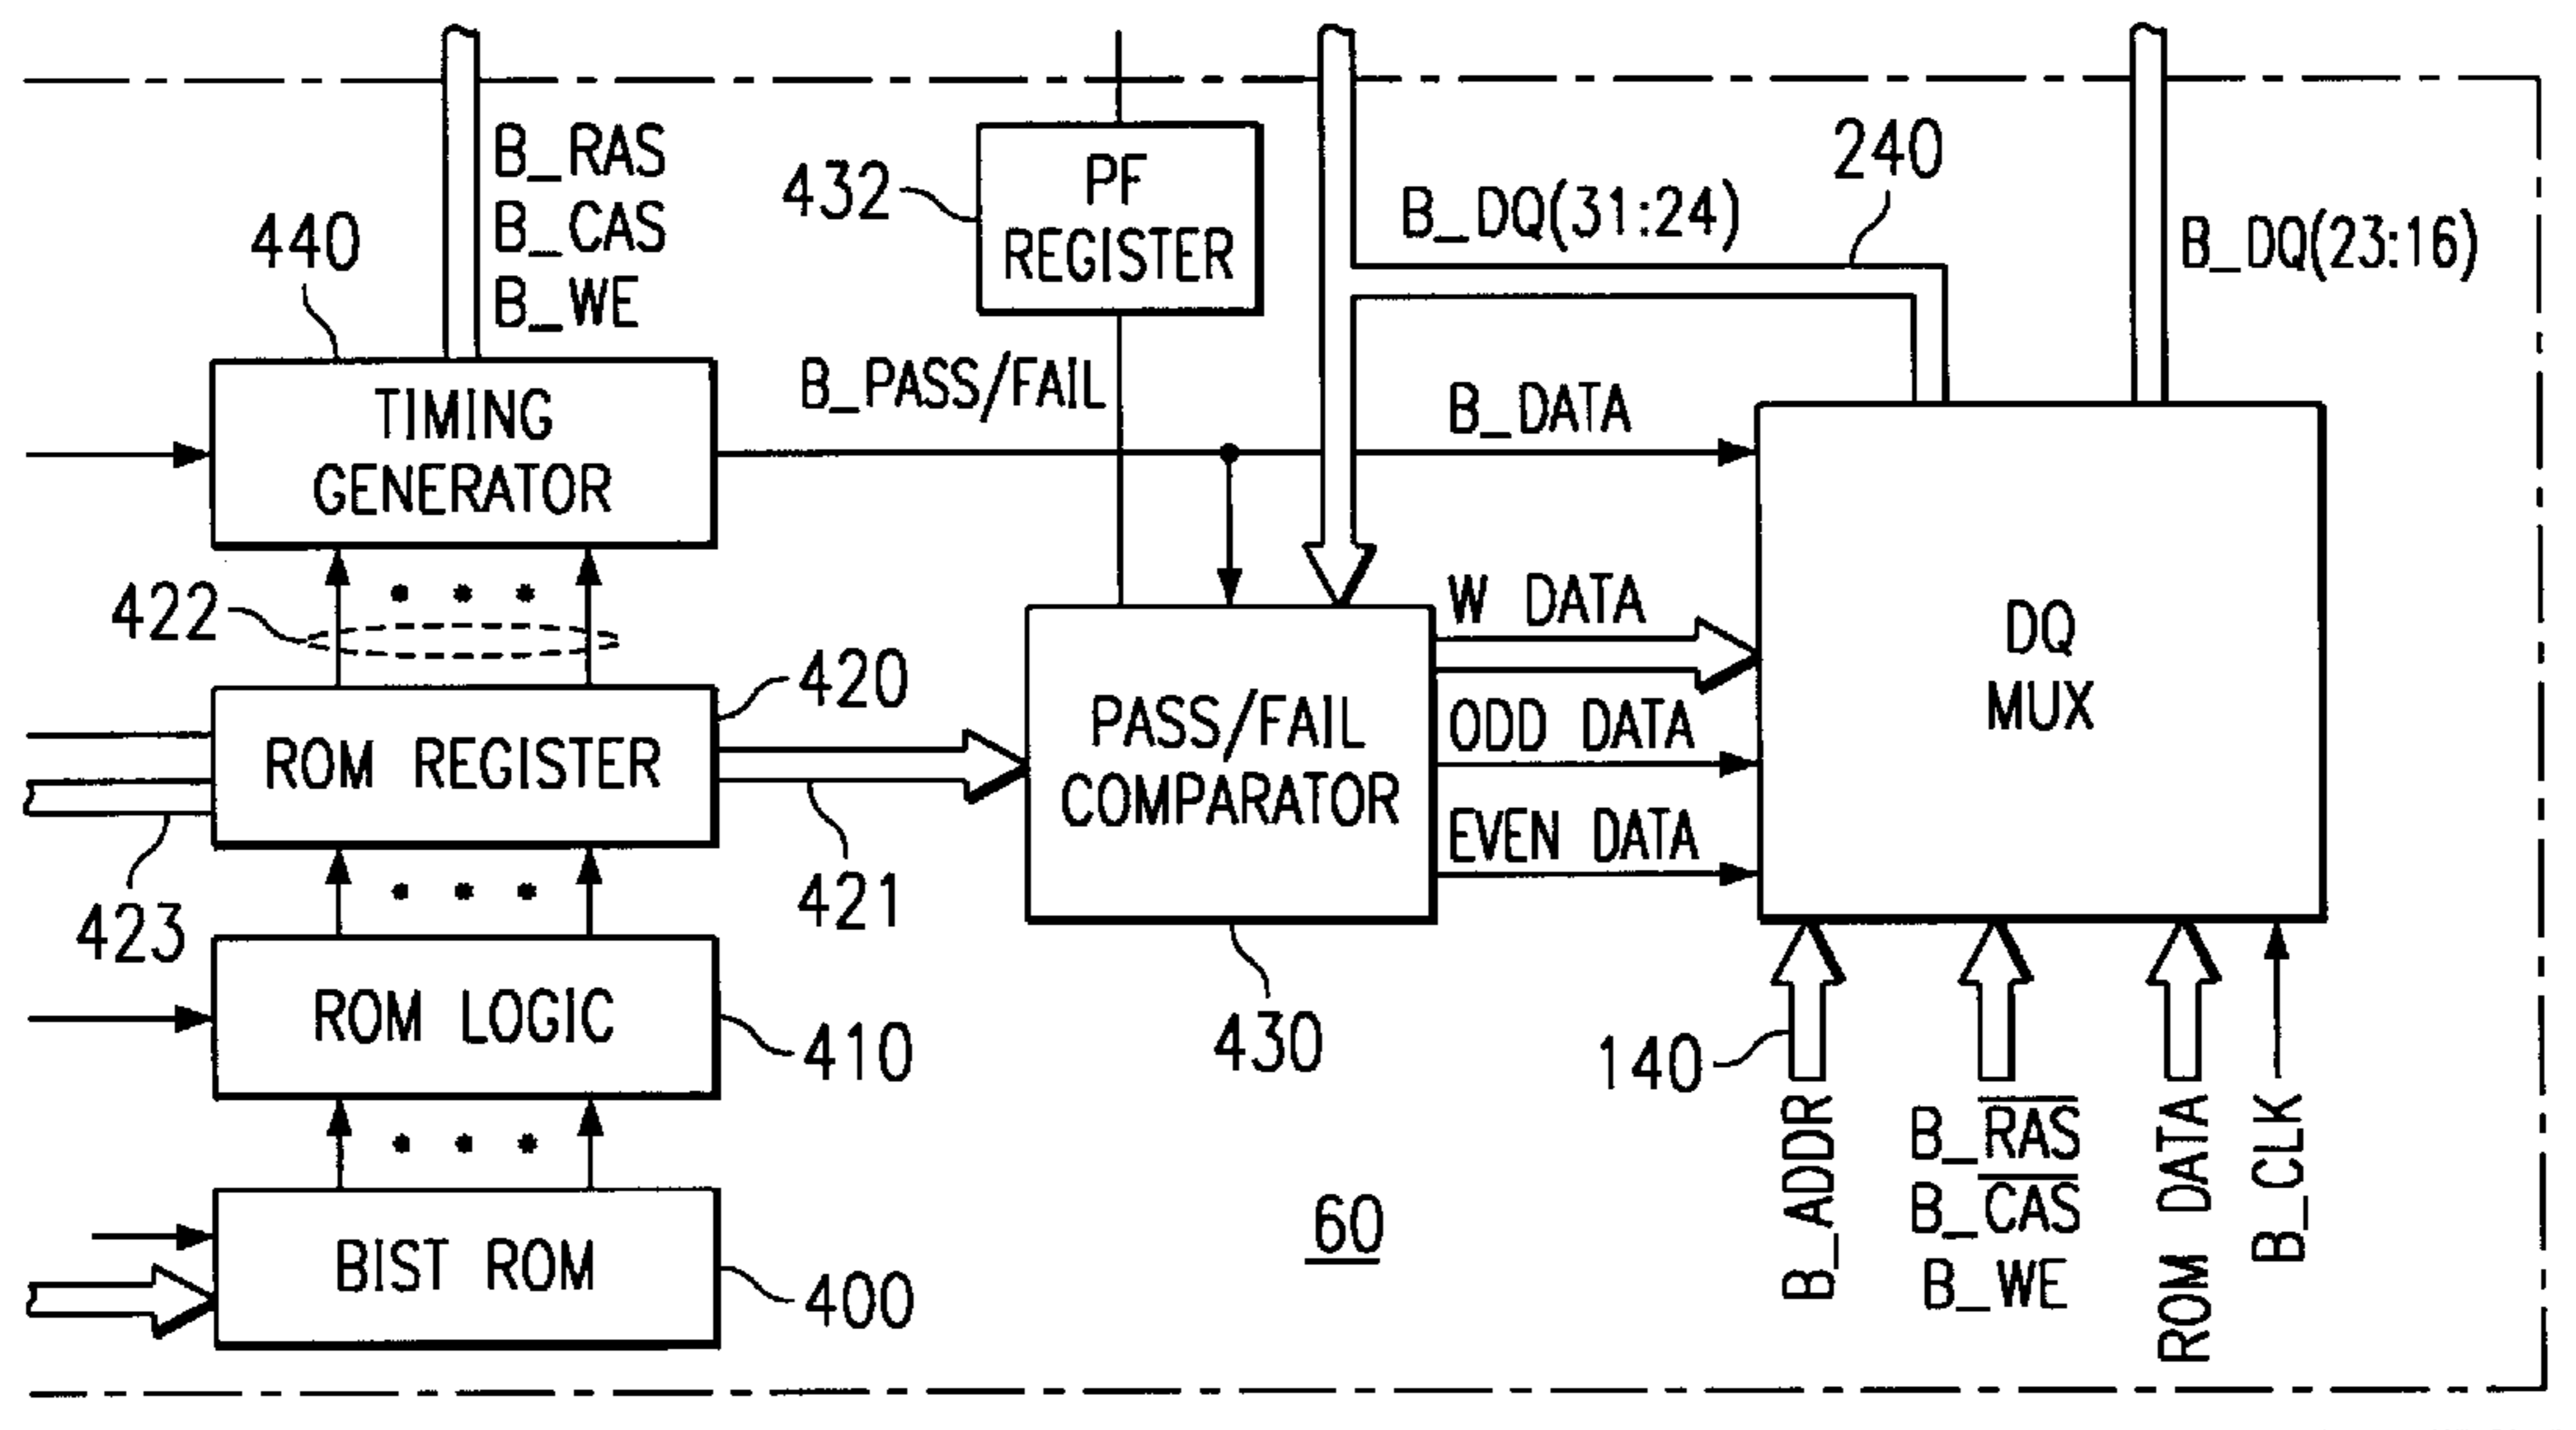 B_RAS
B_CAS
B_WE
440
432
PF
REGISTER
B_DQ(31:24)
240
B_DQ(23:16)
TIMING
GENERATOR
B_PASS/FAIL
B_DATA
422
420
ROM REGISTER
423
421
PASS/FAIL
COMPARATOR
430
W DATA
ODD DATA
EVEN DATA
DQ
MUX
ROM LOGIC
410
BIST ROM
400
60
140
B_ADDR
B_RAS
B_CAS
B_WE
ROM DATA
B_CLK